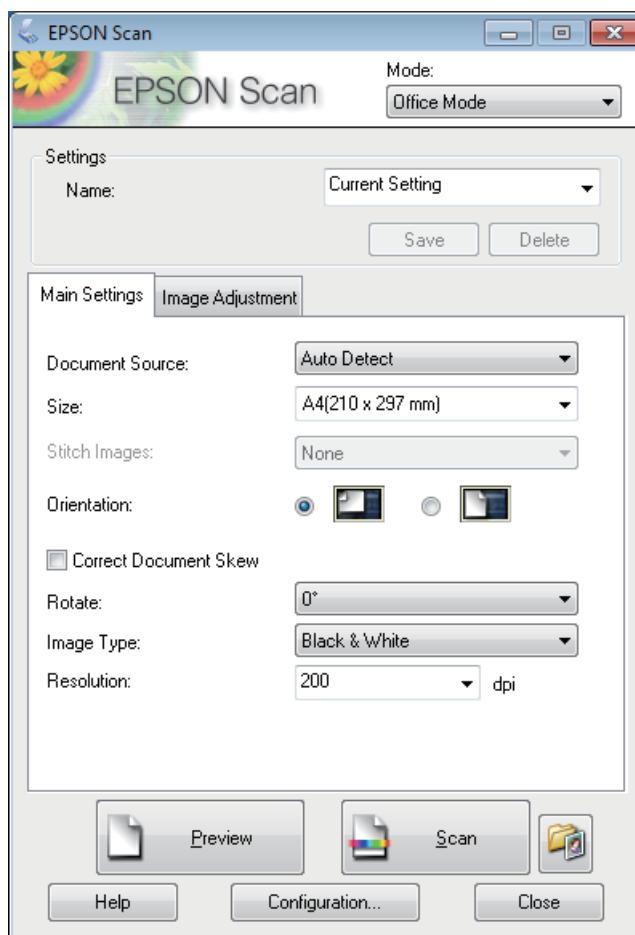 EPSON Scan
EPSON Scan
Mode:
Office Mode
Settings
Name:
Current Setting
Save
Delete
Main Settings
Image Adjustment
Document Source:
Auto Detect
Size:
A4(210 x 297 mm)
Stitch Images:
None
Orientation:
Correct Document Skew
Rotate:
0°
Image Type:
Black & White
Resolution:
200
dpi
Preview
Scan
Help
Configuration...
Close